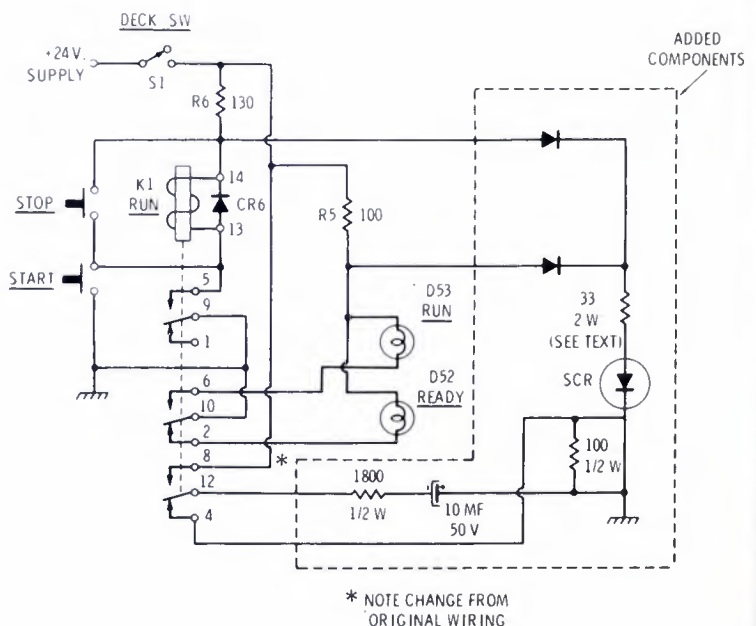 DECK SW
+24V.
SUPPLY
S1
ADDED
COMPONENTS
R6
130
K1
RUN
14
CR6
13
STOP
START
R5
100
5
9
1
D53
RUN
33
2 W
(SEE TEXT)
6
10
2
D52
READY
SCR
8
*
12
4
1800
1/2 W
10 MF
50 V
100
1/2 W
* NOTE CHANGE FROM
ORIGINAL WIRING